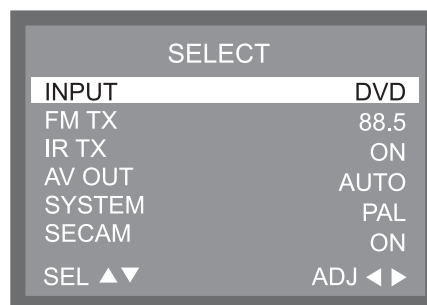 SELECT
INPUT DVD
FM TX 88.5
IR TX ON
AV OUT AUTO
SYSTEM PAL
SECAM ON
SEL ▲▼ ADJ ◀ ▶